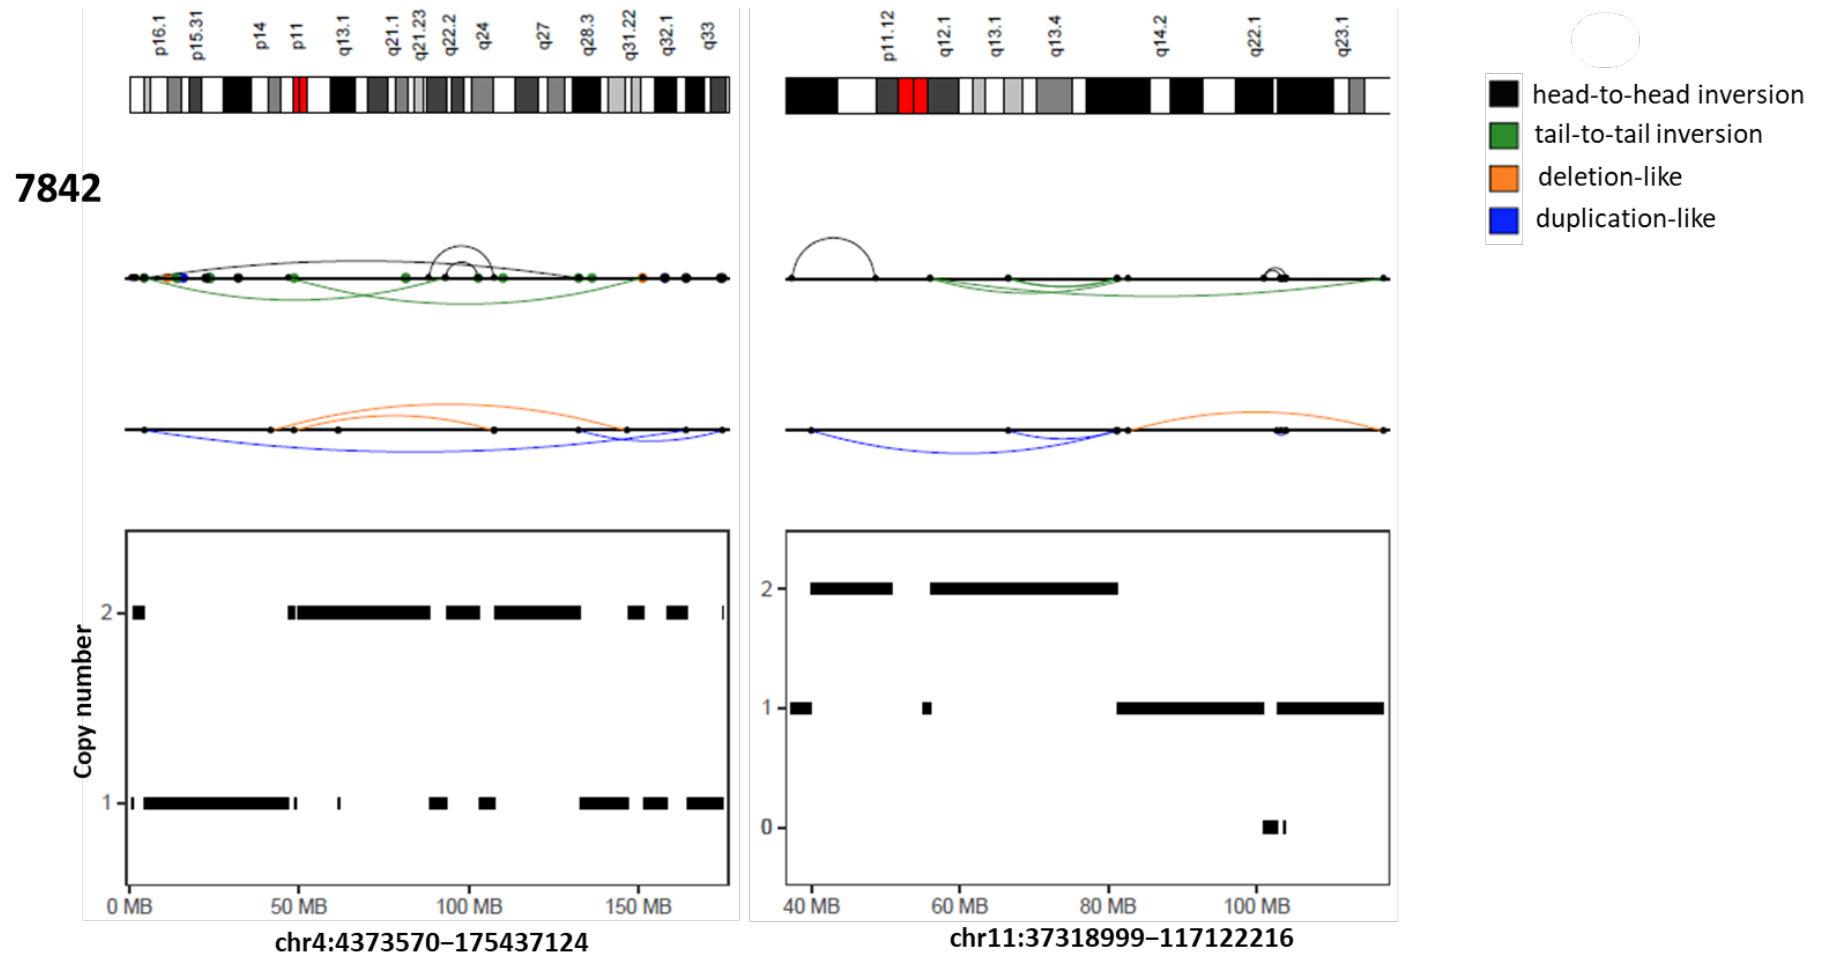 p16.1
p15.31
p14
p11
q13.1
q21.1
q21.23
q22.2
q24
q27
q28.3
q31.22
q32.1
q33
p11.12
q12.1
q13.1
q13.4
q14.2
q22.1
q23.1
head-to-head inversion
tail-to-tail inversion
deletion-like
duplication-like
7842
Copy number
2
1
0 MB
50 MB
100 MB
150 MB
chr4:4373570–175437124
2
1
0
40 MB
60 MB
80 MB
100 MB
chr11:37318999–117122216